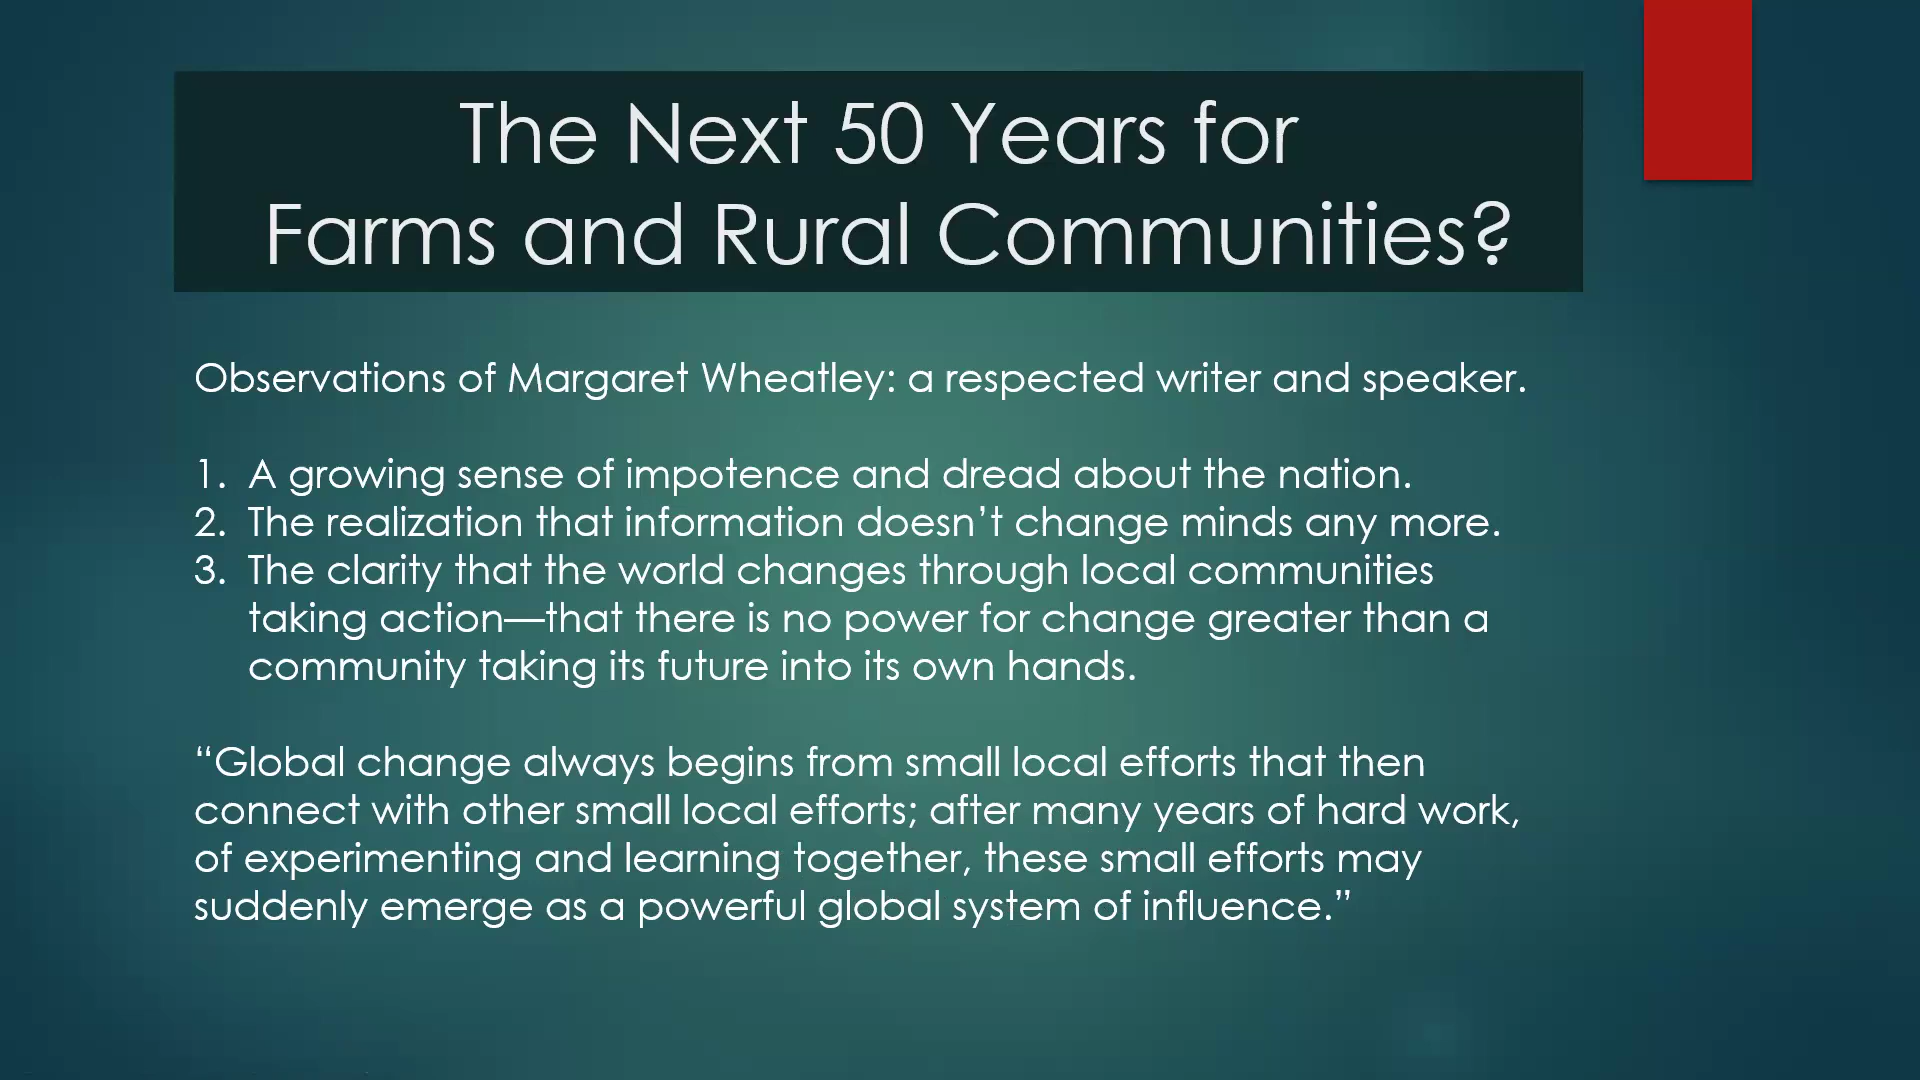 The Next 50 Years for
Farms and Rural Communities?
Observations of Margaret Wheatley: a respected writer and speaker.
1. A growing sense of impotence and dread about the nation.
2. The realization that information doesn’t change minds any more.
3. The clarity that the world changes through local communities
taking action—that there is no power for change greater than a
community taking its future into its own hands.
“Global change always begins from small local efforts that then
connect with other small local efforts; after many years of hard work,
of experimenting and learning together, these small efforts may
suddenly emerge as a powerful global system of influence.”